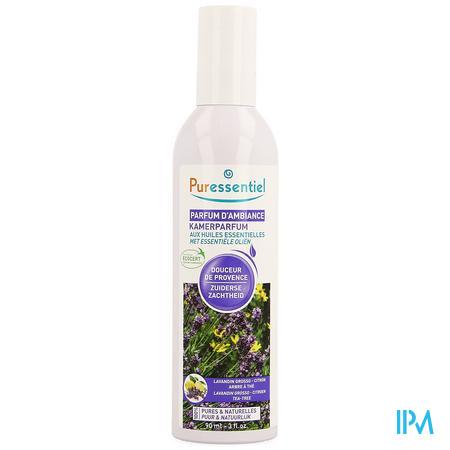 Puressentiel
PARFUM D'AMBIANCE
KAMERPARFUM
AUX HUILES ESSENTIELLES
MET ESSENTIËLE OLIËN
ECOCERT
DOUCEUR
DE PROVENCE
ZUIDERSE
ZACHTHEID
LAVANDIN GROSSO - CITRON
ARBRE À THÉ
LAVANDIN GROSSO - CITROEN
TEA-TREE
100%
PURES & NATURELLES
PUUR & NATUURLIJK
90 ml - 3 fl. oz.
IPM